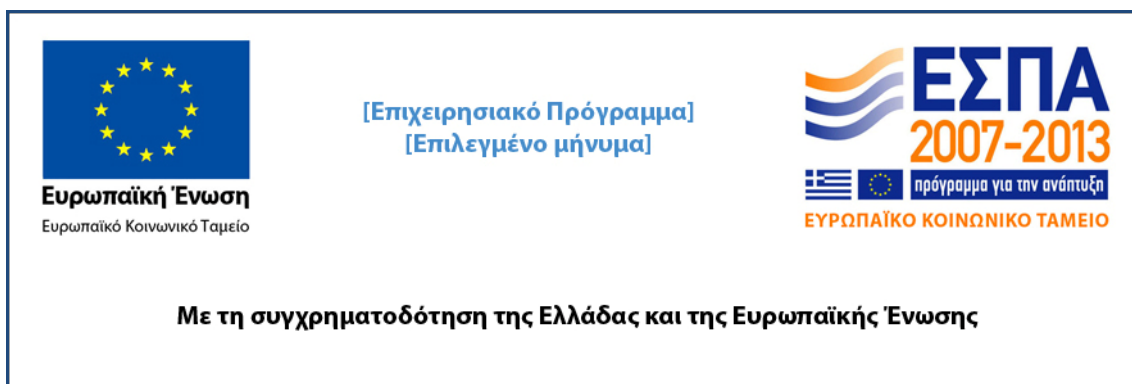 Ευρωπαϊκή Ένωση
Ευρωπαϊκό Κοινωνικό Ταμείο
[Επιχειρησιακό Πρόγραμμα]
[Επιλεγμένο μήνυμα]
ΕΣΠΑ
2007-2013
πρόγραμμα για την ανάπτυξη
ΕΥΡΩΠΑΪΚΟ ΚΟΙΝΩΝΙΚΟ ΤΑΜΕΙΟ
Με τη συγχρηματοδότηση της Ελλάδας και της Ευρωπαϊκής Ένωσης